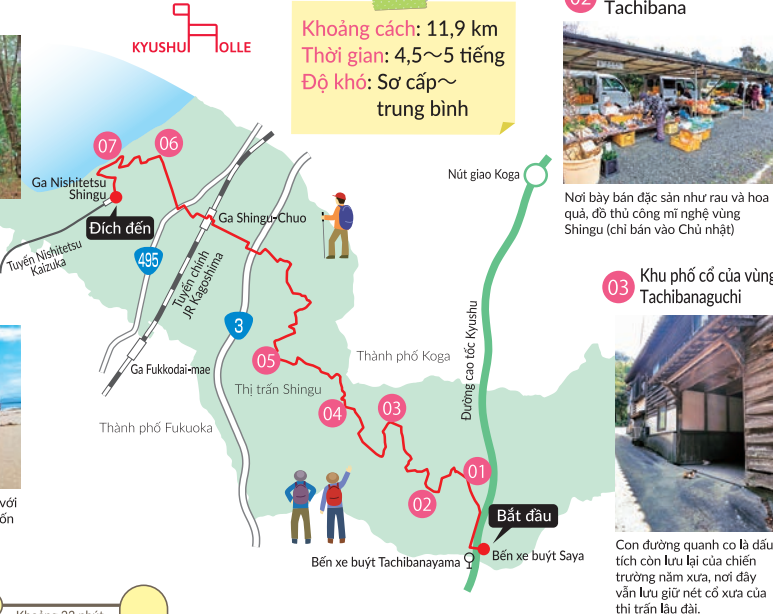 KYUSHU OLLE
Khoảng cách: 11,9 km
Thời gian: 4,5～5 tiếng
Độ khó: Sơ cấp～
trung bình
02
Tachibana
Nơi bày bán đặc sản như rau và hoa
quả, đồ thủ công mĩ nghệ vùng
Shingu (chỉ bán vào Chủ nhật)
03
Khu phố cổ của vùng
Tachibanaguchi
Con đường quanh co là dấu
tích còn lưu lại của chiến
trường năm xưa, nơi đây
vẫn lưu giữ nét cổ xưa của
thị trấn lâu đài.
07
06
Ga Nishitetsu
Shingu
Đích đến
Tuyến Nishitetsu
Kaizuka
Ga Shingu-Chuo
495
Tuyến chính
JR Kagoshima
3
Nút giao Koga
Đường cao tốc Kyushu
Ga Fukkodai-mae
05
Thành phố Koga
Thị trấn Shingu
04
03
Thành phố Fukuoka
01
02
Bắt đầu
Bến xe buýt Tachibanayama
Bến xe buýt Saya
với